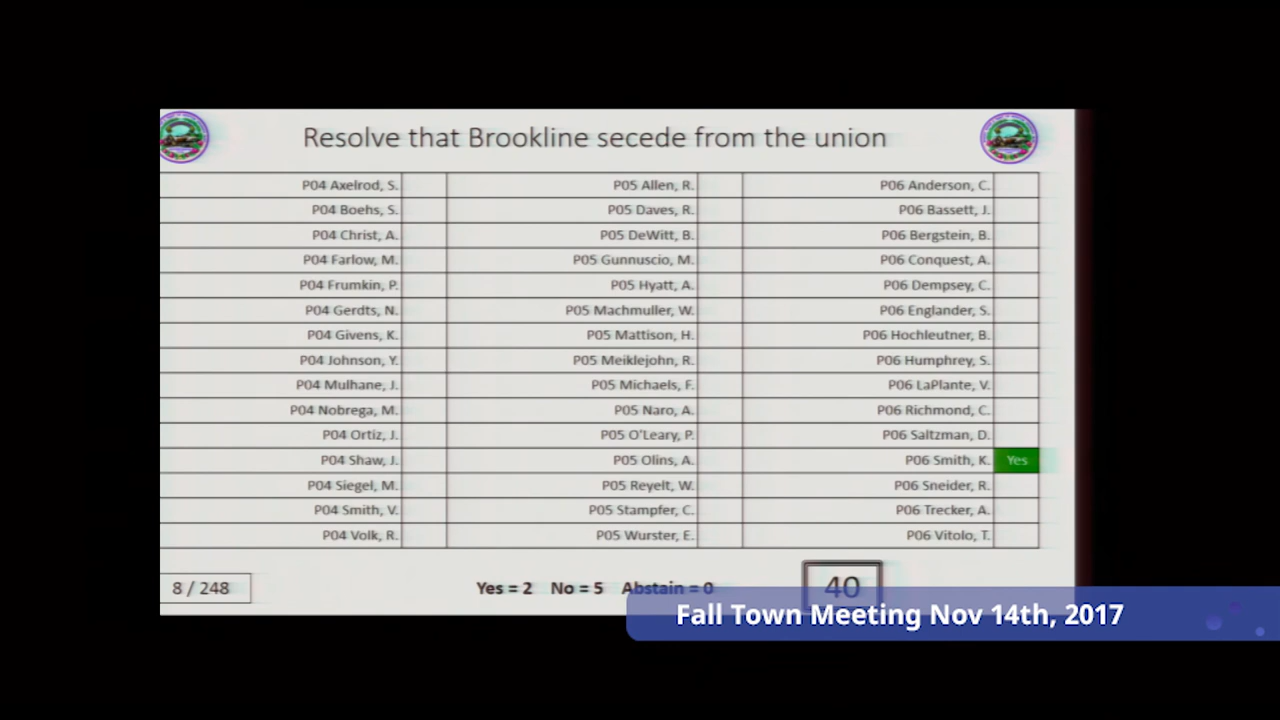 Resolve that Brookline secede from the union
P04 Axelrod, S. P05 Allen, R. P06 Anderson, C.
P04 Boehs, S. P05 Daves, R. P06 Bassett, J.
P04 Christ, A. P05 DeWitt, B. P06 Bergstein, B.
P04 Farlow, M. P05 Gunnuscio, M. P06 Conquest, A.
P04 Frumkin, P. P05 Hyatt, A. P06 Dempsey, C.
P04 Gerdts, N. P05 Machmuller, W. P06 Englander, S.
P04 Givens, K. P05 Mattison, H. P06 Hochleutner, B.
P04 Johnson, Y. P05 Meiklejohn, R. P06 Humphrey, S.
P04 Mulhane, J. P05 Michaels, F. P06 LaPlante, V.
P04 Nobrega, M. P05 Naro, A. P06 Richmond, C.
P04 Ortiz, J. P05 O'Leary, P. P06 Saltzman, D.
P04 Shaw, J. P05 Olins, A. P06 Smith, K. Yes
P04 Siegel, M. P05 Reyelt, W. P06 Sneider, R.
P04 Smith, V. P05 Stampfer, C. P06 Trecker, A.
P04 Volk, R. P05 Wurster, E. P06 Vitolo, T.
8 / 248 Yes = 2 No = 5 Abstain = 0 40
Fall Town Meeting Nov 14th, 2017